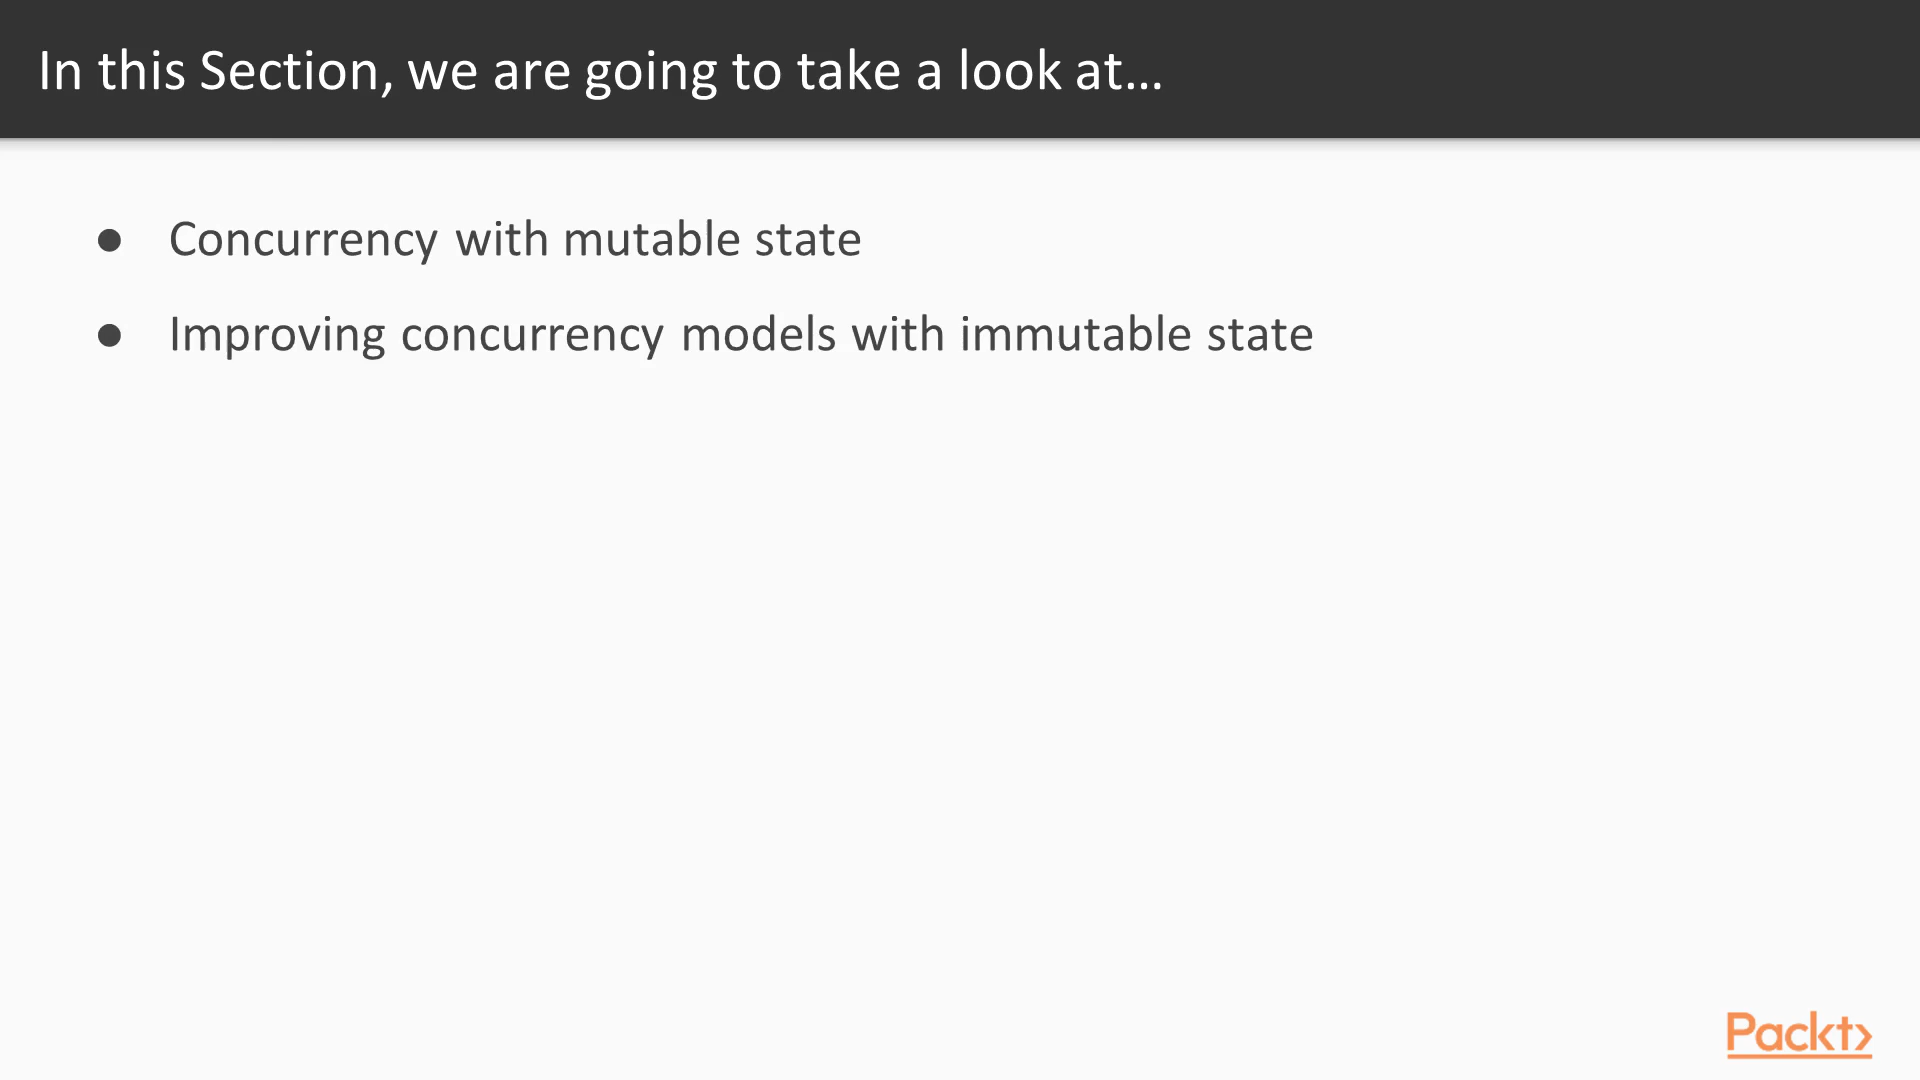 In this Section, we are going to take a look at...
● Concurrency with mutable state
● Improving concurrency models with immutable state
Packt>